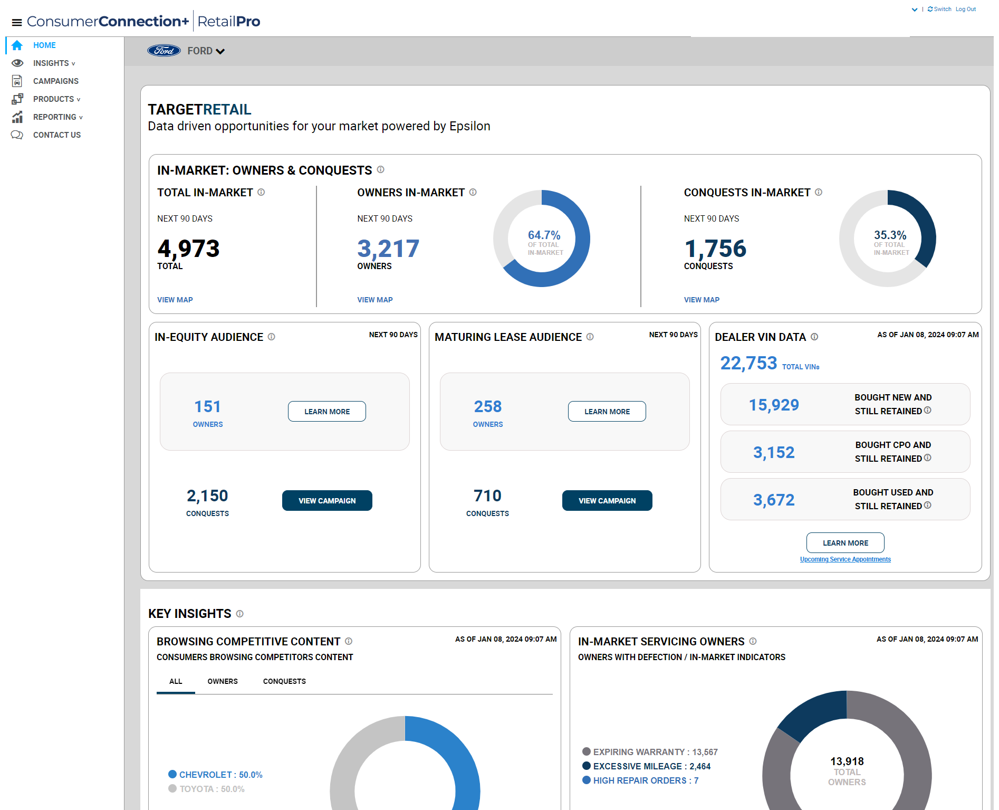 Switch Log Out
ConsumerConnection+ RetailPro
HOME
INSIGHTS
CAMPAIGNS
PRODUCTS
REPORTING
CONTACT US
Ford FORD
TARGETRETAIL
Data driven opportunities for your market powered by Epsilon
IN-MARKET: OWNERS & CONQUESTS
TOTAL IN-MARKET
NEXT 90 DAYS
4,973
TOTAL
VIEW MAP
OWNERS IN-MARKET
NEXT 90 DAYS
3,217
OWNERS
VIEW MAP
64.7%
OF TOTAL
IN-MARKET
CONQUESTS IN-MARKET
NEXT 90 DAYS
1,756
CONQUESTS
VIEW MAP
35.3%
OF TOTAL
IN-MARKET
IN-EQUITY AUDIENCE
NEXT 90 DAYS
151
OWNERS
LEARN MORE
2,150
CONQUESTS
VIEW CAMPAIGN
MATURING LEASE AUDIENCE
NEXT 90 DAYS
258
OWNERS
LEARN MORE
710
CONQUESTS
VIEW CAMPAIGN
DEALER VIN DATA
AS OF JAN 08, 2024 09:07 AM
22,753 TOTAL VINs
15,929
BOUGHT NEW AND
STILL RETAINED
3,152
BOUGHT CPO AND
STILL RETAINED
3,672
BOUGHT USED AND
STILL RETAINED
LEARN MORE
Upcoming Service Appointments
KEY INSIGHTS
BROWSING COMPETITIVE CONTENT
AS OF JAN 08, 2024 09:07 AM
CONSUMERS BROWSING COMPETITORS CONTENT
ALL OWNERS CONQUESTS
CHEVROLET : 50.0%
TOYOTA : 50.0%
IN-MARKET SERVICING OWNERS
AS OF JAN 08, 2024 09:07 AM
OWNERS WITH DEFECTION / IN-MARKET INDICATORS
EXPIRING WARRANTY : 13,567
EXCESSIVE MILEAGE : 2,464
HIGH REPAIR ORDERS : 7
13,918
TOTAL
OWNERS